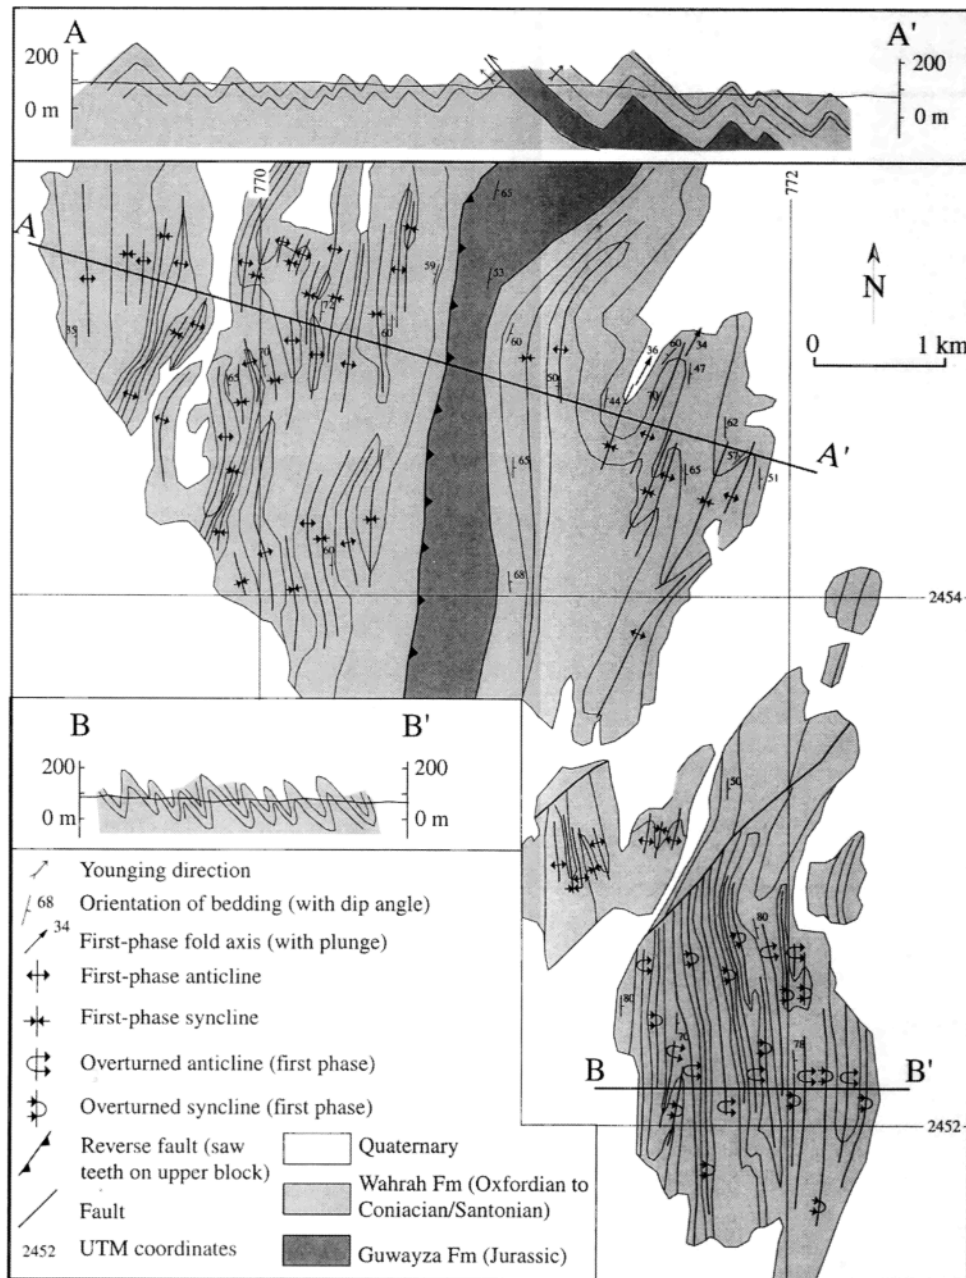 A
A'
200
200
0 m
0 m
770
772
A
65
59
53
N
0
1 km
35
72
60
60
36
60
34
47
50
44
70
70
65
62
57
A'
51
65
65
60
68
2454
B
B'
200
200
0 m
0 m
50
80
80
70
78
B
B'
2452
Younging direction
68
Orientation of bedding (with dip angle)
34
First-phase fold axis (with plunge)
First-phase anticline
First-phase syncline
Overturned anticline (first phase)
Overturned syncline (first phase)
Reverse fault (saw
teeth on upper block)
Fault
2452
UTM coordinates
Quaternary
Wahrah Fm (Oxfordian to
Coniacian/Santonian)
Guwayza Fm (Jurassic)